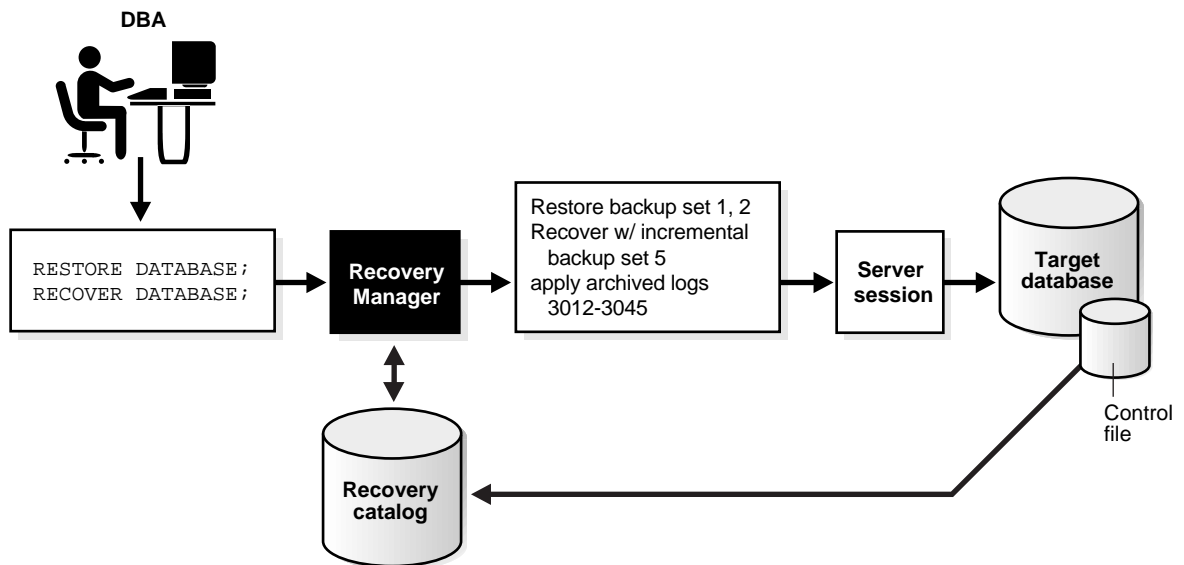 DBA
RESTORE DATABASE;
RECOVER DATABASE;
Recovery
Manager
Restore backup set 1, 2
Recover w/ incremental
backup set 5
apply archived logs
3012-3045
Server
session
Target
database
Control
file
Recovery
catalog